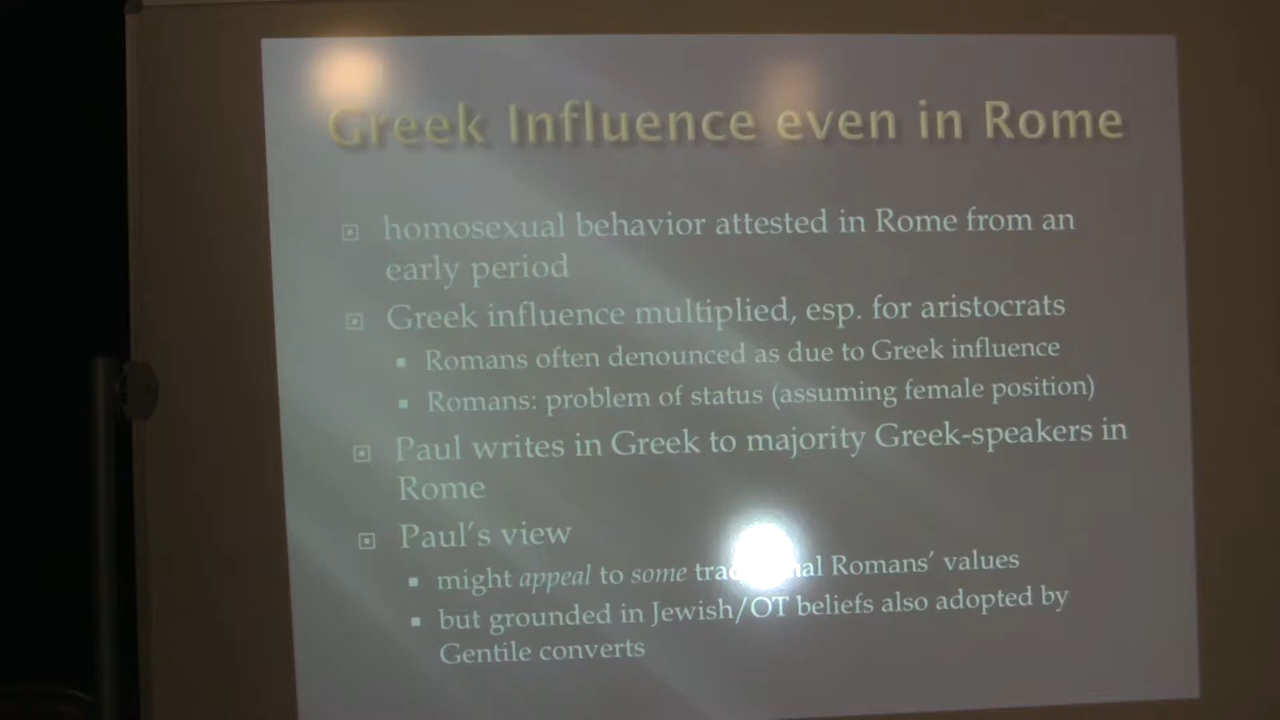 Greek Influence even in Rome
homosexual behavior attested in Rome from an
early period
Greek influence multiplied, esp. for aristocrats
Romans often denounced as due to Greek influence
Romans: problem of status (assuming female position)
Paul writes in Greek to majority Greek-speakers in
Rome
Paul's view
might appeal to some traditional Romans' values
but grounded in Jewish/OT beliefs also adopted by
Gentile converts